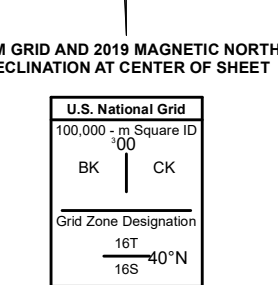 M GRID AND 2019 MAGNETIC NORTH
ECLINATION AT CENTER OF SHEET
U.S. National Grid
100,000 - m Square ID
³00
BK CK
Grid Zone Designation
16T
40°N
16S